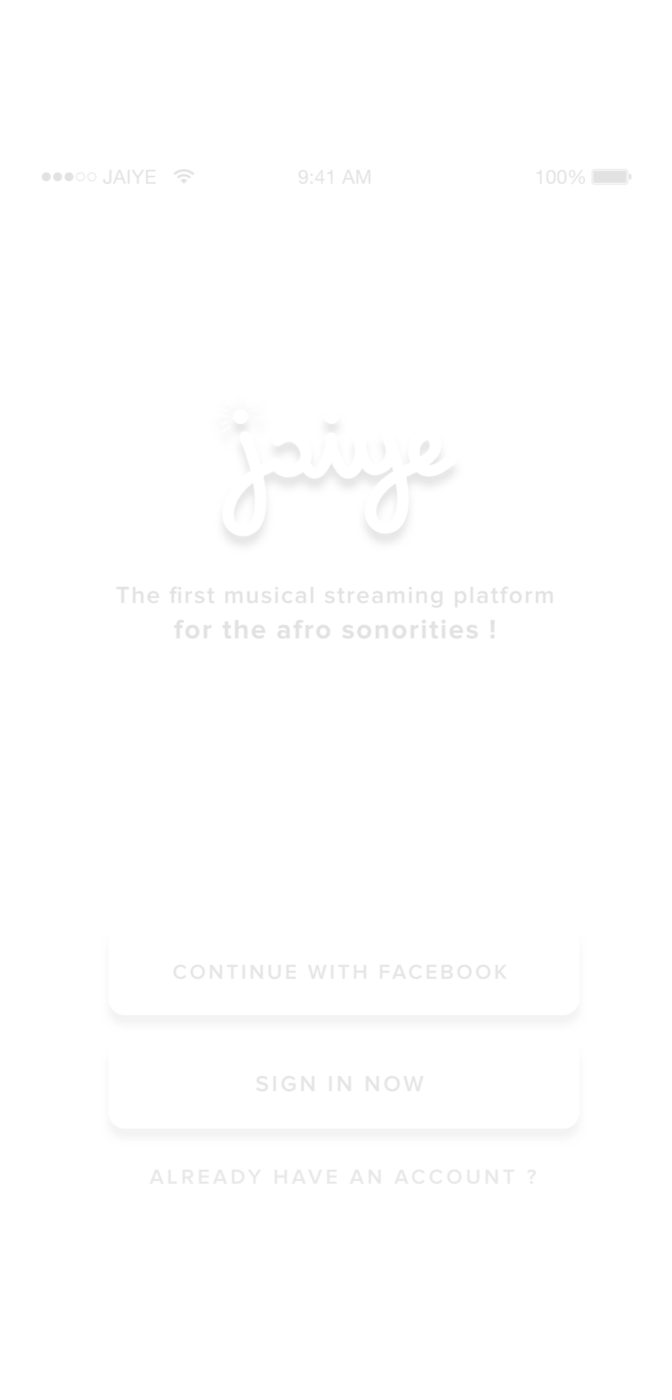 JAIYE 9:41 AM 100%
jaiye
The first musical streaming platform
for the afro sonorities !
CONTINUE WITH FACEBOOK
SIGN IN NOW
ALREADY HAVE AN ACCOUNT ?